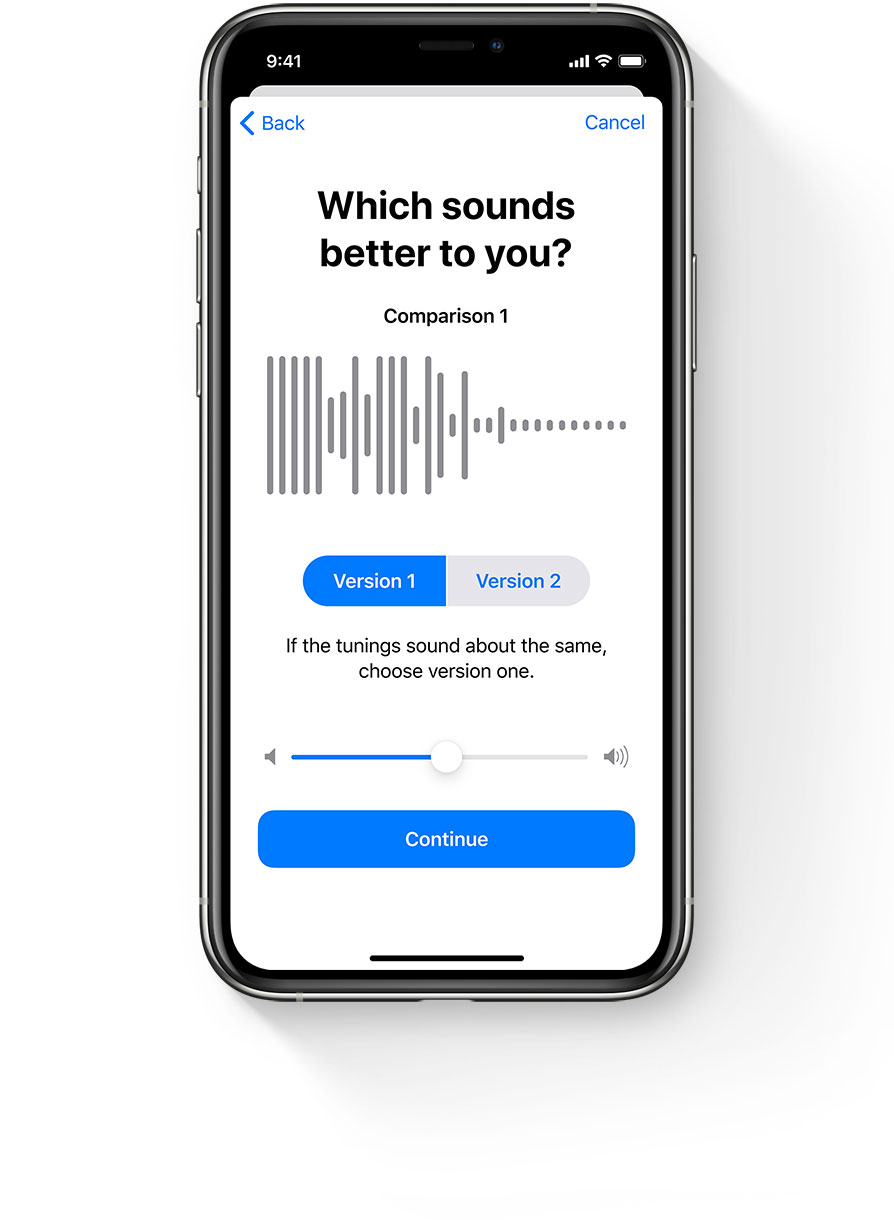 9:41
Back
Cancel
Which sounds
better to you?
Comparison 1
Version 1
Version 2
If the tunings sound about the same,
choose version one.
Continue